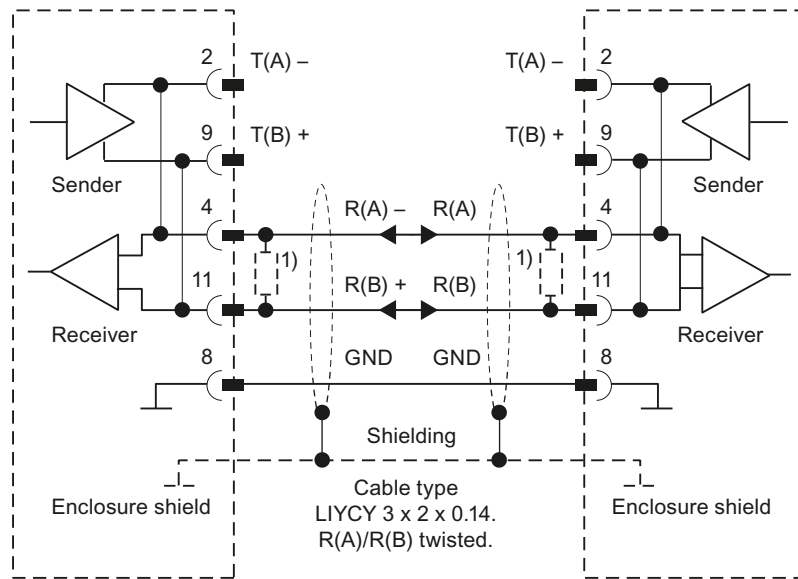 2 T(A) – T(A) – 2
9 T(B) + T(B) + 9
Sender Sender
4 R(A) – R(A) 4
1) 1)
11 R(B) + R(B) 11
Receiver Receiver
8 GND GND 8
Shielding
Enclosure shield Cable type Enclosure shield
LIYCY 3 x 2 x 0.14.
R(A)/R(B) twisted.